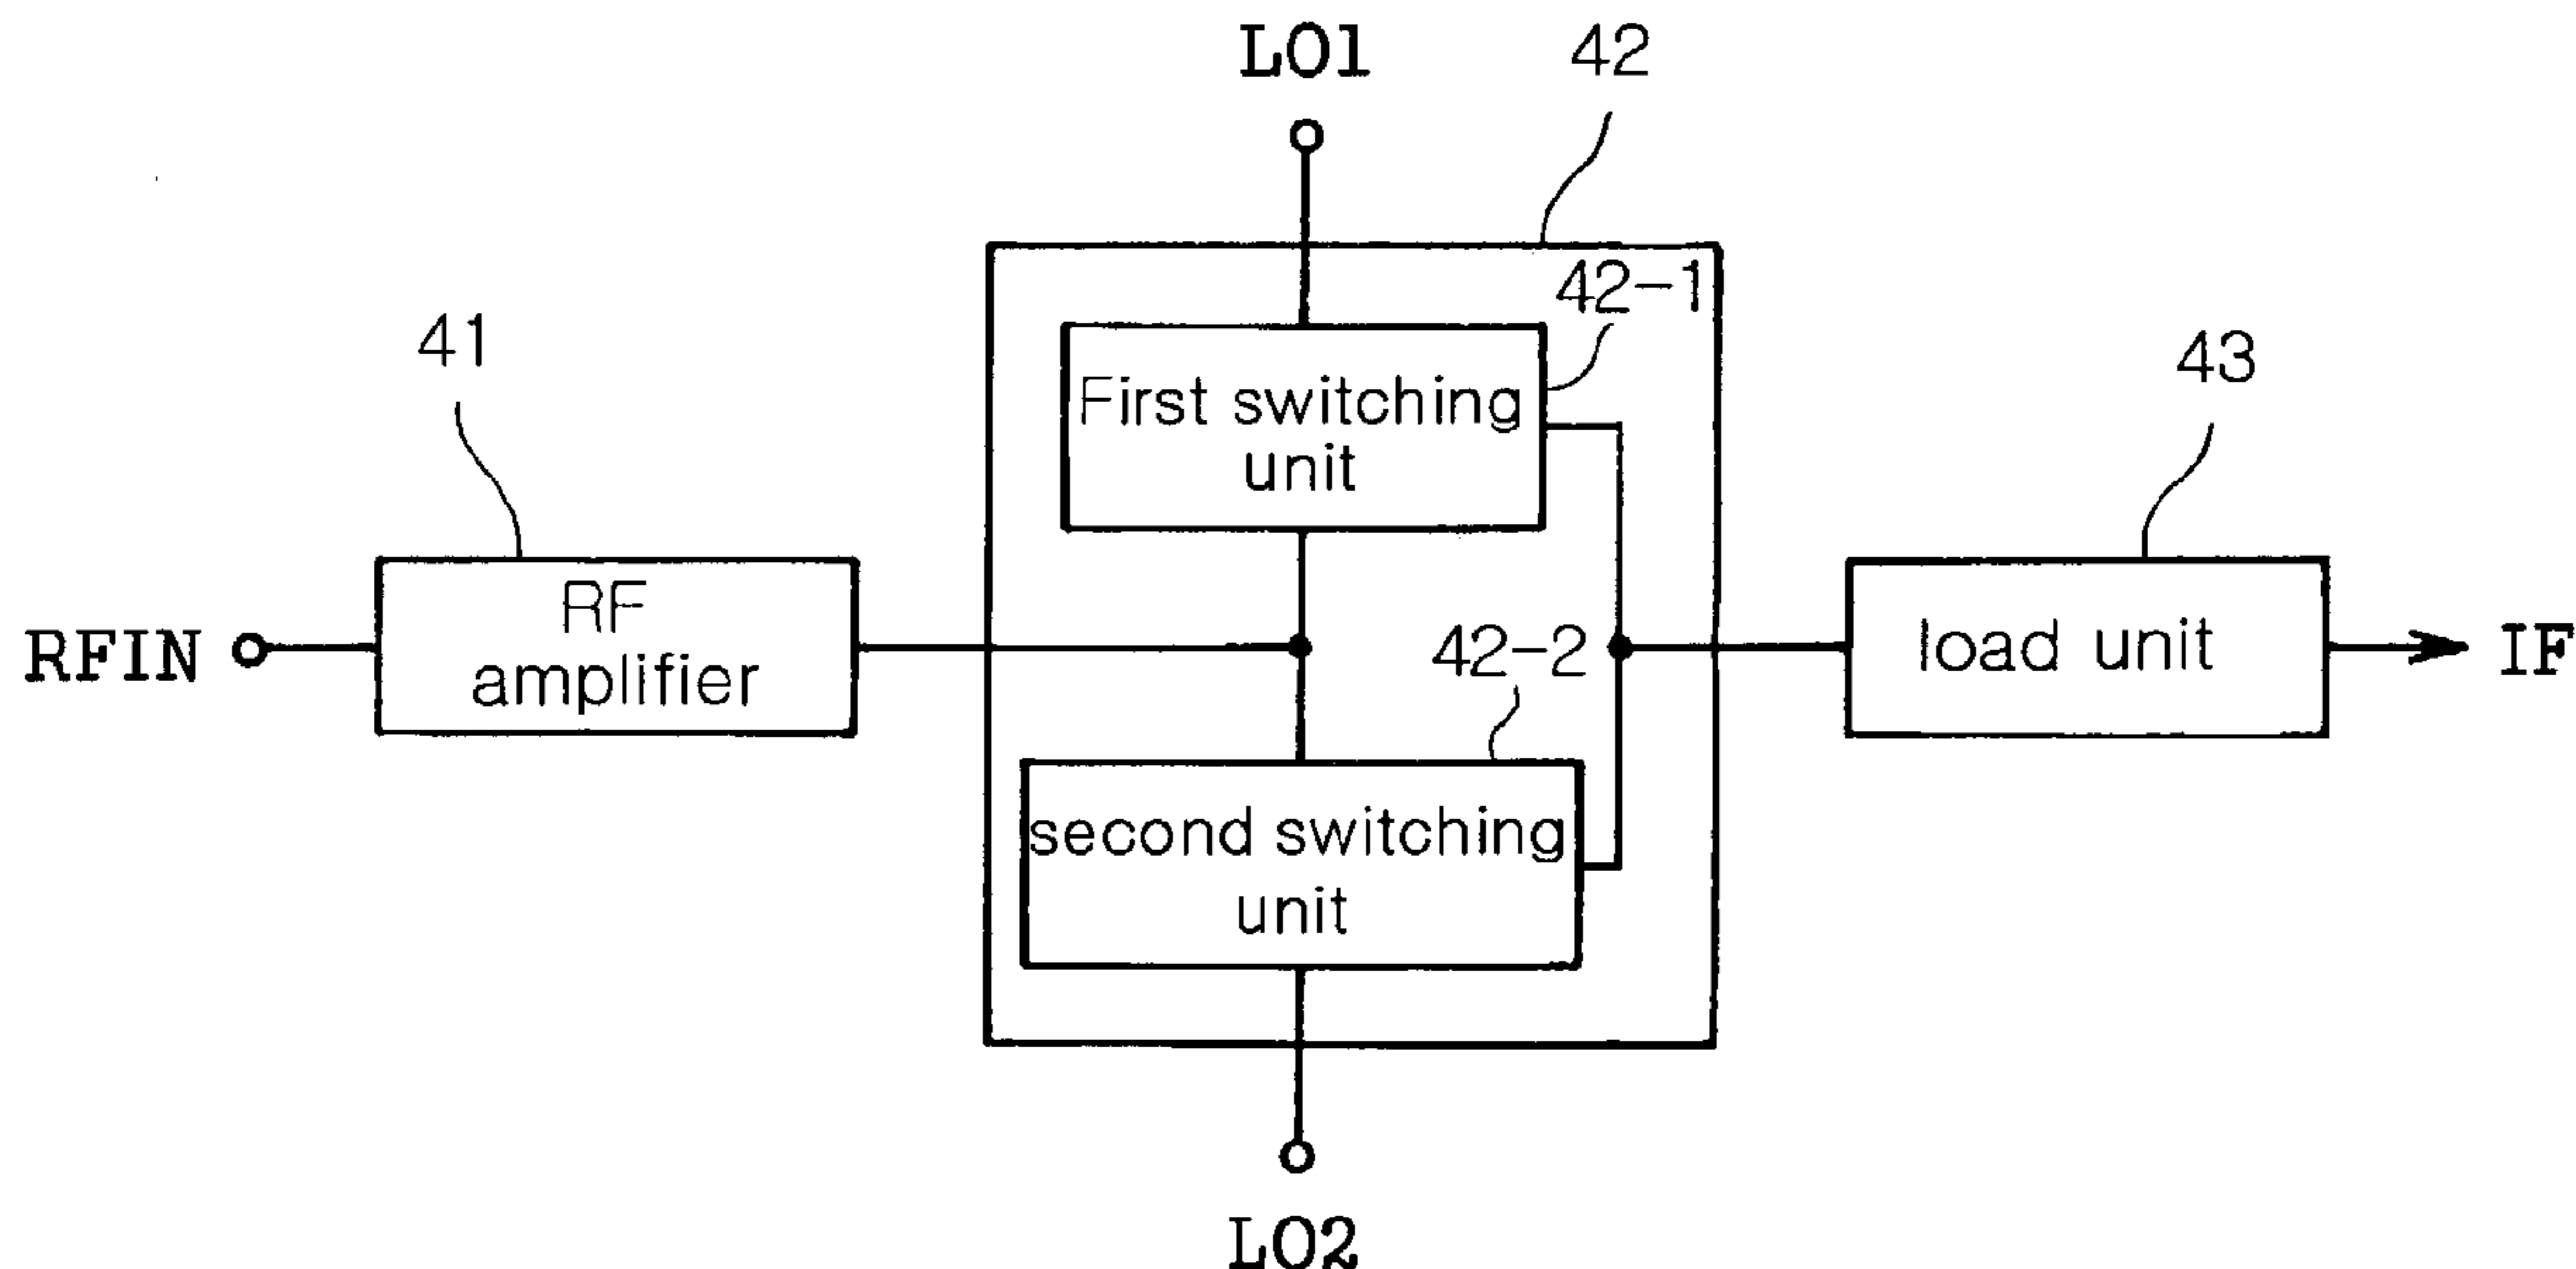 LO1
42
42-1
First switching
unit
41
43
RF
amplifier
RFIN
42-2
load unit
IF
second switching
unit
LO2